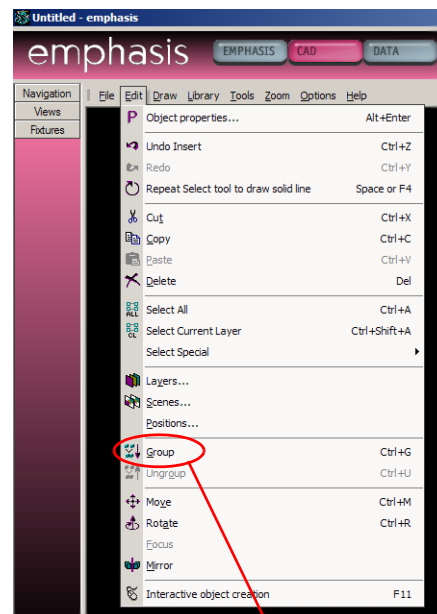 Untitled - emphasis
emphasis EMPHASIS CAD DATA
Navigation
Views
Fixtures
File Edit Draw Library Tools Zoom Options Help
P Object properties... Alt+Enter
Undo Insert Ctrl+Z
Redo Ctrl+Y
Repeat Select tool to draw solid line Space or F4
Cut Ctrl+X
Copy Ctrl+C
Paste Ctrl+V
Delete Del
ALL Select All Ctrl+A
CL Select Current Layer Ctrl+Shift+A
Select Special
Layers...
Scenes...
Positions...
Group Ctrl+G
Ungroup Ctrl+U
Move Ctrl+M
Rotate Ctrl+R
Focus
Mirror
Interactive object creation F11